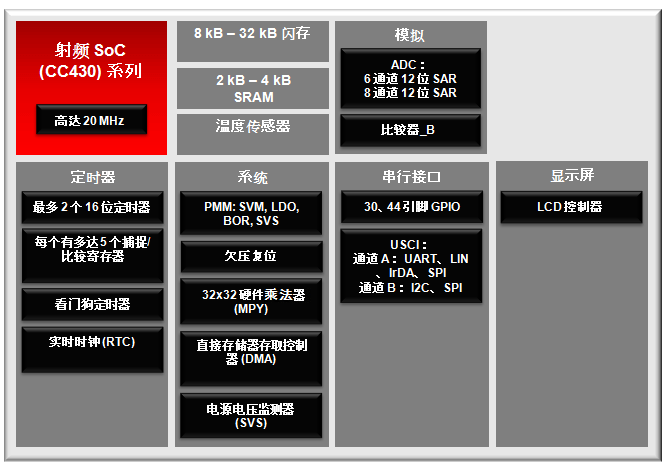 射频 SoC
(CC430) 系列
高达 20 MHz
8 kB – 32 kB 闪存
2 kB – 4 kB
SRAM
温度传感器
模拟
ADC：
6 通道 12 位 SAR
8 通道 12 位 SAR
比较器_B
定时器
最多 2 个 16 位定时器
每个有多达 5 个捕捉/
比较寄存器
看门狗定时器
实时时钟 (RTC)
系统
PMM: SVM, LDO,
BOR, SVS
欠压复位
32x32 硬件乘法器
(MPY)
直接存储器存取控制
器 (DMA)
电源电压监测器
(SVS)
串行接口
30、44 引脚 GPIO
USCI：
通道 A： UART、LIN
、IrDA、SPI
通道 B： I2C、SPI
显示屏
LCD 控制器